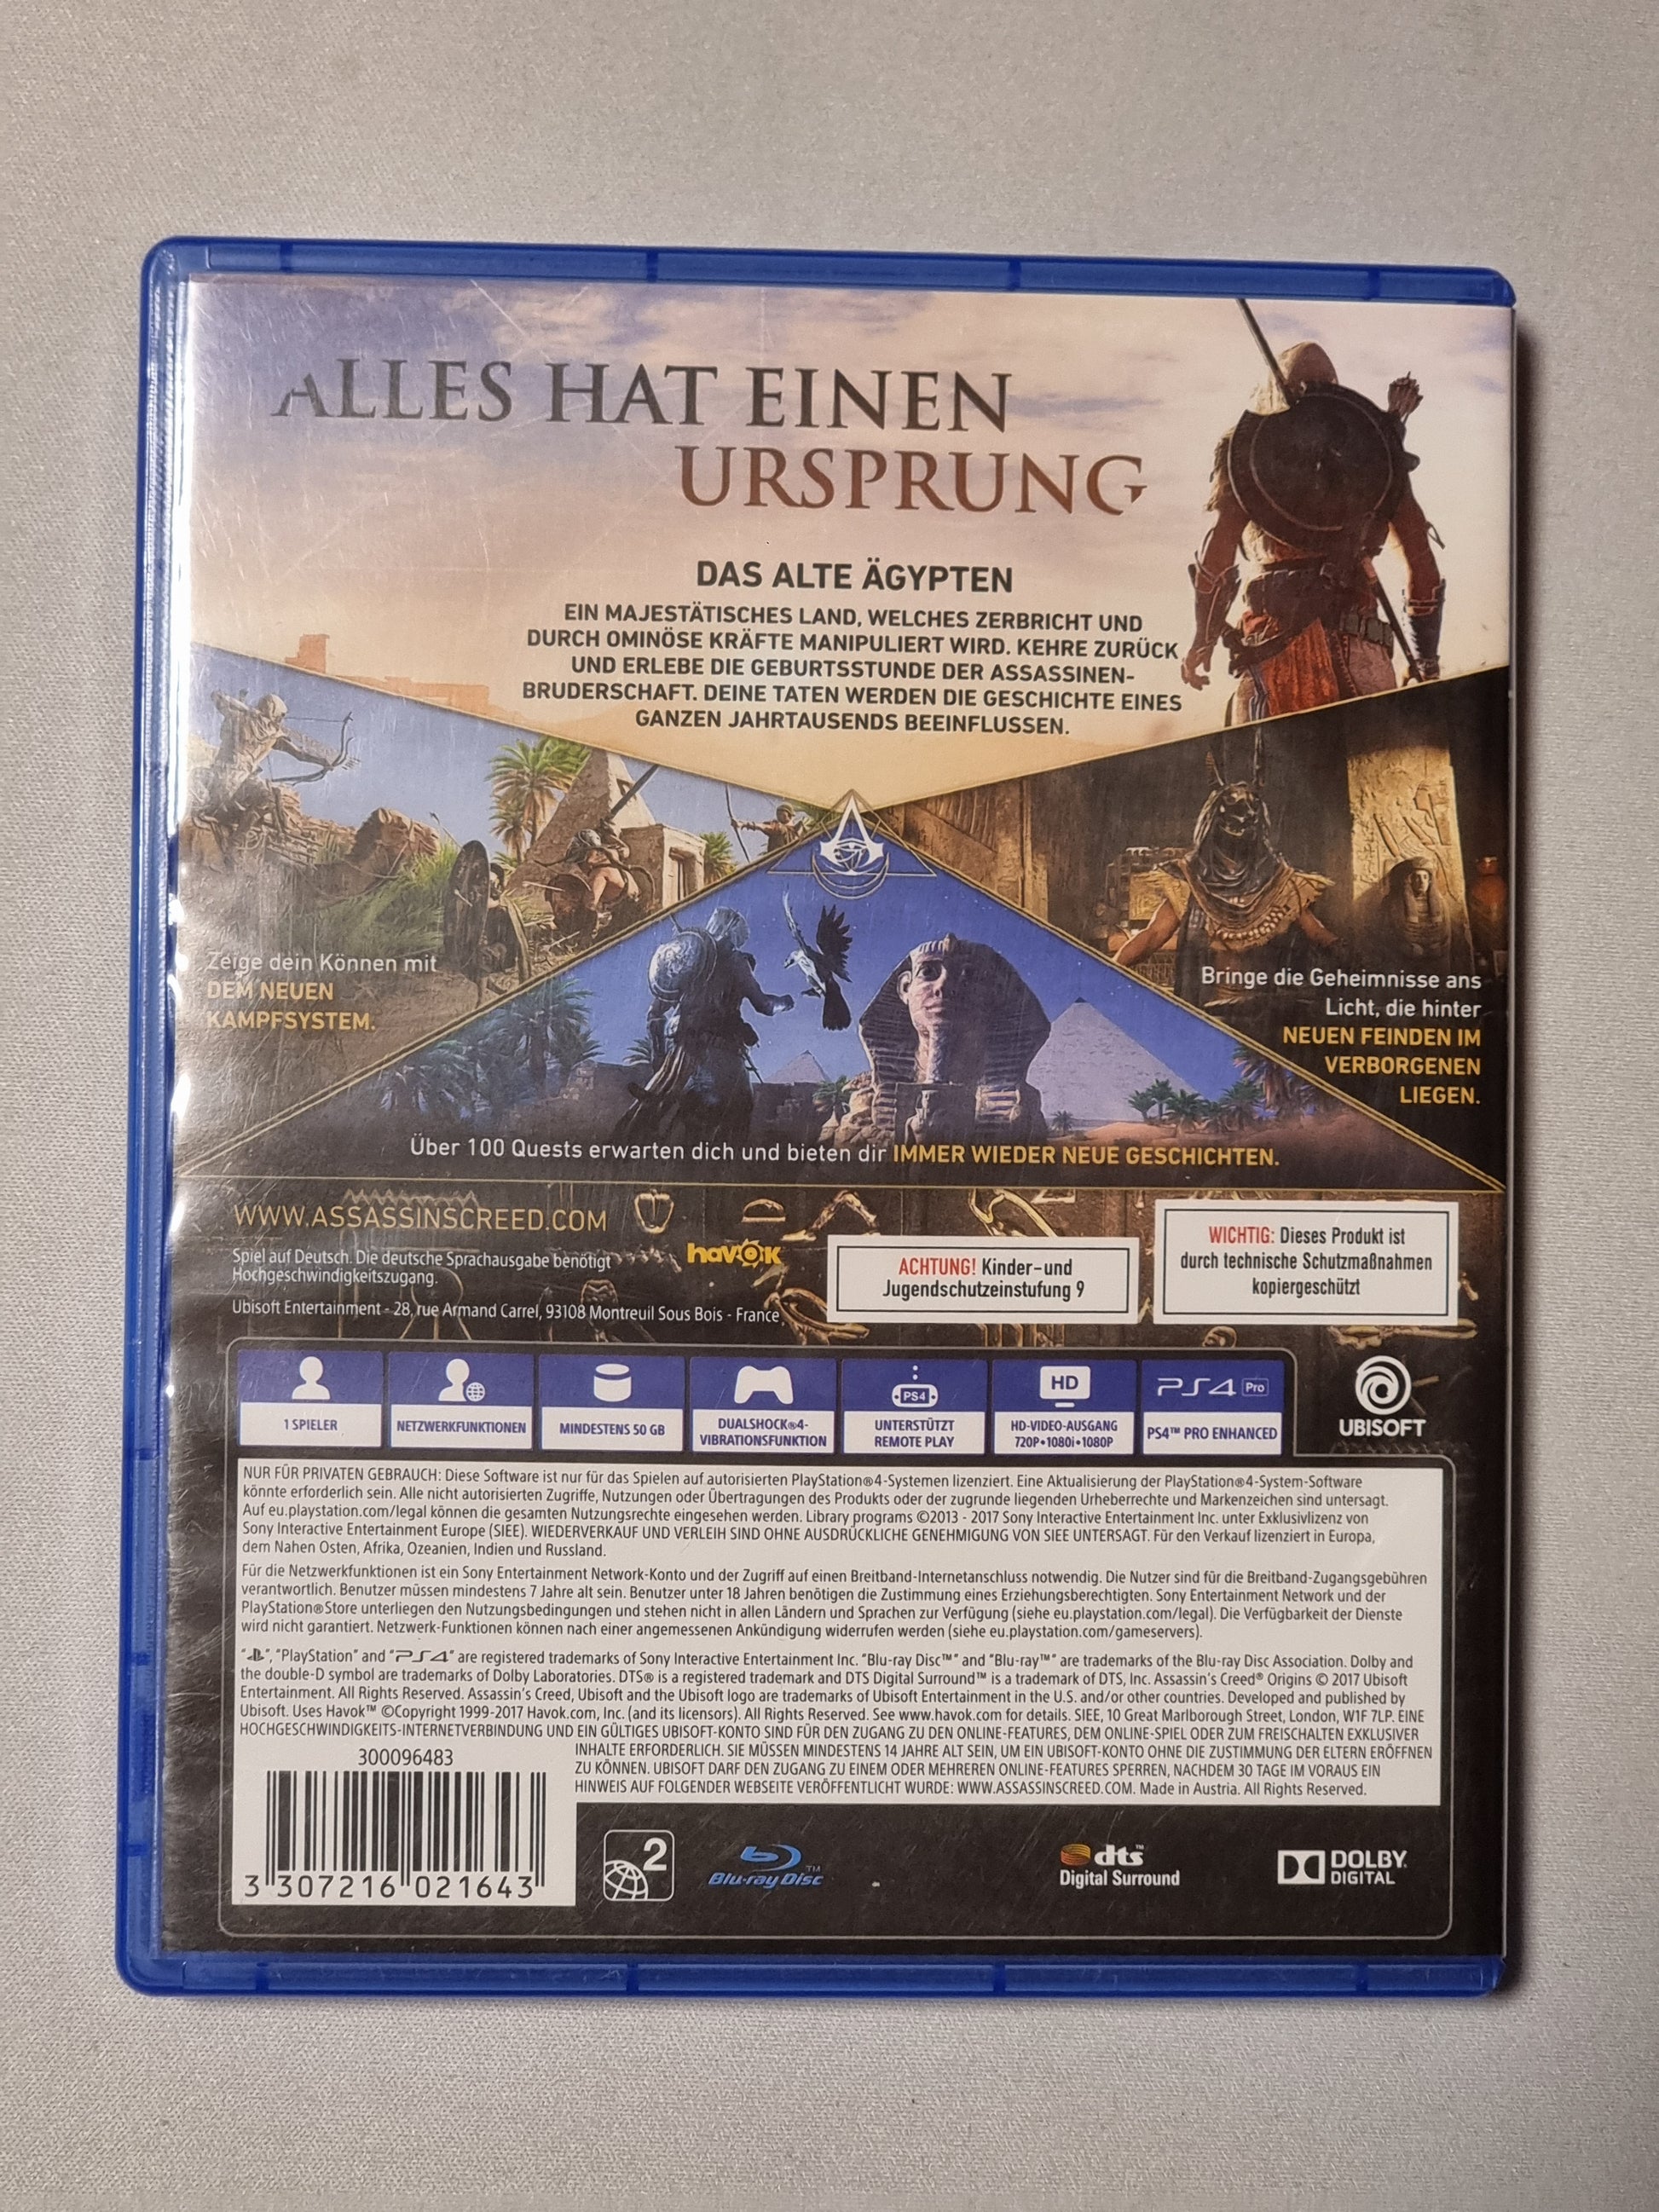 ALLES HAT EINEN
URSPRUNG
DAS ALTE ÄGYPTEN
EIN MAJESTÄTISCHES LAND, WELCHES ZERBRICHT UND
DURCH OMINÖSE KRÄFTE MANIPULIERT WIRD. KEHRE ZURÜCK
UND ERLEBE DIE GEBURTSSTUNDE DER ASSASSINEN-
BRUDERSCHAFT. DEINE TATEN WERDEN DIE GESCHICHTE EINES
GANZEN JAHRTAUSENDS BEEINFLUSSEN.
Zeige dein Können mit
DEM NEUEN
KAMPFSYSTEM.
Bringe die Geheimnisse ans
Licht, die hinter
NEUEN FEINDEN IM
VERBORGENEN
LIEGEN.
Über 100 Quests erwarten dich und bieten dir IMMER WIEDER NEUE GESCHICHTEN.
WWW.ASSASSINSCREED.COM
Spiel auf Deutsch. Die deutsche Sprachausgabe benötigt
Hochgeschwindigkeitszugang.
havok
Ubisoft Entertainment - 28, rue Armand Carrel, 93108 Montreuil Sous Bois - France
ACHTUNG! Kinder-und
Jugendschutzeinstufung 9
WICHTIG: Dieses Produkt ist
durch technische Schutzmaßnahmen
kopiergeschützt
1 SPIELER
NETZWERKFUNKTIONEN
MINDESTENS 50 GB
DUALSHOCK®4-
VIBRATIONSFUNKTION
PS4
UNTERSTÜTZT
REMOTE PLAY
HD
HD-VIDEO-AUSGANG
720P•1080i•1080P
PS4 Pro
PS4™ PRO ENHANCED
UBISOFT
NUR FÜR PRIVATEN GEBRAUCH: Diese Software ist nur für das Spielen auf autorisierten PlayStation®4-Systemen lizenziert. Eine Aktualisierung der PlayStation®4-System-Software
könnte erforderlich sein. Alle nicht autorisierten Zugriffe, Nutzungen oder Übertragungen des Produkts oder der zugrunde liegenden Urheberrechte und Markenzeichen sind untersagt.
Auf eu.playstation.com/legal können die gesamten Nutzungsrechte eingesehen werden. Library programs ©2013 - 2017 Sony Interactive Entertainment Inc. unter Exklusivlizenz von
Sony Interactive Entertainment Europe (SIEE). WIEDERVERKAUF UND VERLEIH SIND OHNE AUSDRÜCKLICHE GENEHMIGUNG VON SIEE UNTERSAGT. Für den Verkauf lizenziert in Europa,
dem Nahen Osten, Afrika, Ozeanien, Indien und Russland.
Für die Netzwerkfunktionen ist ein Sony Entertainment Network-Konto und der Zugriff auf einen Breitband-Internetanschluss notwendig. Die Nutzer sind für die Breitband-Zugangsgebühren
verantwortlich. Benutzer müssen mindestens 7 Jahre alt sein. Benutzer unter 18 Jahren benötigen die Zustimmung eines Erziehungsberechtigten. Sony Entertainment Network und der
PlayStation®Store unterliegen den Nutzungsbedingungen und stehen nicht in allen Ländern und Sprachen zur Verfügung (siehe eu.playstation.com/legal). Die Verfügbarkeit der Dienste
wird nicht garantiert. Netzwerk-Funktionen können nach einer angemessenen Ankündigung widerrufen werden (siehe eu.playstation.com/gameservers).
"PS", "PlayStation" and "PS4" are registered trademarks of Sony Interactive Entertainment Inc. "Blu-ray Disc™" and "Blu-ray™" are trademarks of the Blu-ray Disc Association. Dolby and
the double-D symbol are trademarks of Dolby Laboratories. DTS® is a registered trademark and DTS Digital Surround™ is a trademark of DTS, Inc. Assassin's Creed® Origins © 2017 Ubisoft
Entertainment. All Rights Reserved. Assassin's Creed, Ubisoft and the Ubisoft logo are trademarks of Ubisoft Entertainment in the U.S. and/or other countries. Developed and published by
Ubisoft. Uses Havok™ ©Copyright 1999-2017 Havok.com, Inc. (and its licensors). All Rights Reserved. See www.havok.com for details. SIEE, 10 Great Marlborough Street, London, W1F 7LP. EINE
HOCHGESCHWINDIGKEITS-INTERNETVERBINDUNG UND EIN GÜLTIGES UBISOFT-KONTO SIND FÜR DEN ZUGANG ZU DEN ONLINE-FEATURES, DEM ONLINE-SPIEL ODER ZUM FREISCHALTEN EXKLUSIVER
INHALTE ERFORDERLICH. SIE MÜSSEN MINDESTENS 14 JAHRE ALT SEIN, UM EIN UBISOFT-KONTO OHNE DIE ZUSTIMMUNG DER ELTERN ERÖFFNEN
ZU KÖNNEN. UBISOFT DARF DEN ZUGANG ZU EINEM ODER MEHREREN ONLINE-FEATURES SPERREN, NACHDEM 30 TAGE IM VORAUS EIN
HINWEIS AUF FOLGENDER WEBSEITE VERÖFFENTLICHT WURDE: WWW.ASSASSINSCREED.COM. Made in Austria. All Rights Reserved.
300096483
3 307216 021643
2
Blu-ray Disc™
dts™
Digital Surround
DOLBY
DIGITAL